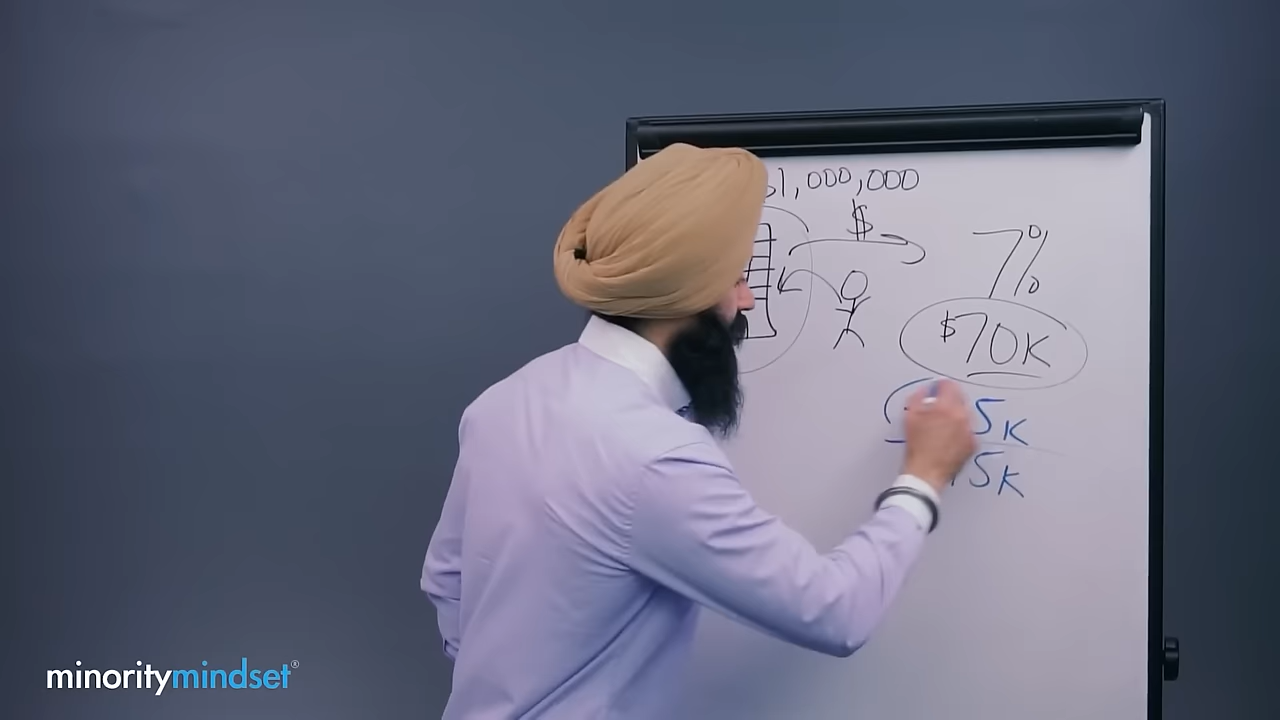 $1,000,000
$
7%
$70K
5K
5K
minoritymindset®